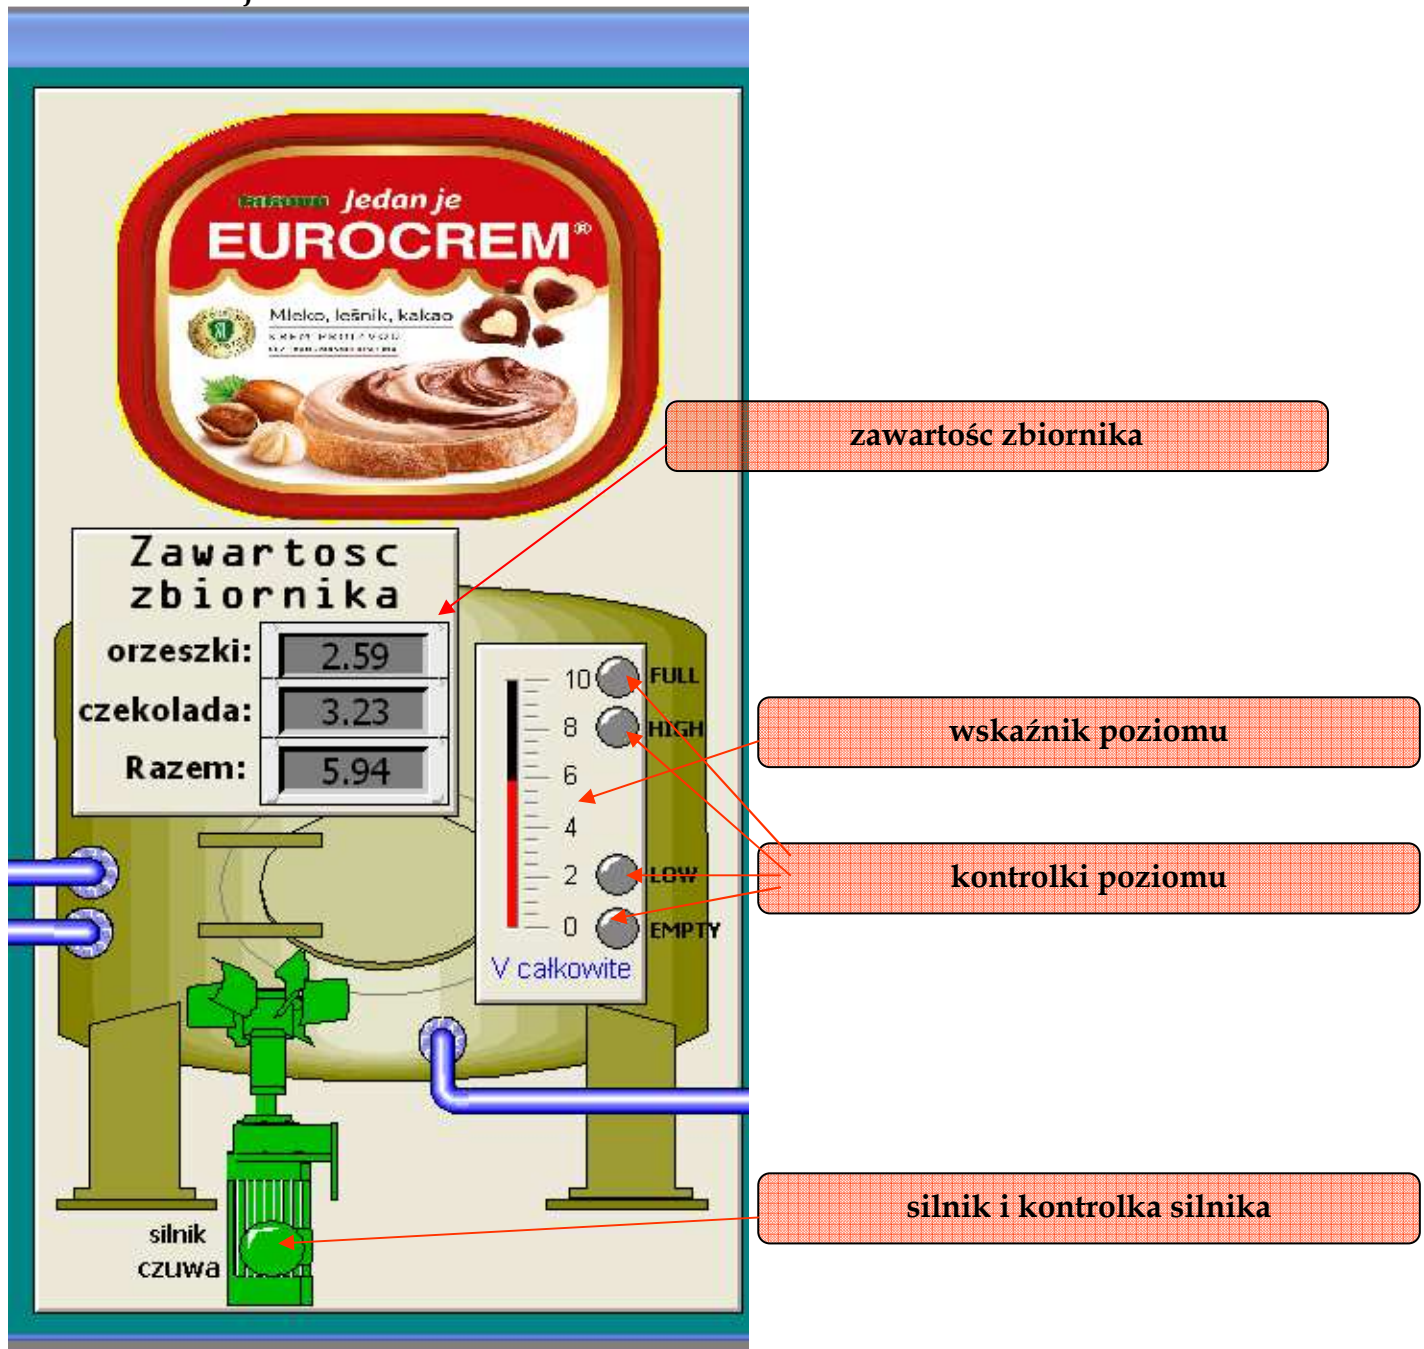 Jedan je
EUROCREM®
Mleko, lešnik, kakao
KREM PROIZVOD
zawartośc zbiornika
Zawartosc
zbiornika
orzeszki: 2.59
czekolada: 3.23
Razem: 5.94
10 FULL
8 HIGH
6
4
2 LOW
0 EMPTY
V całkowite
wskaźnik poziomu
kontrolki poziomu
silnik i kontrolka silnika
silnik
czuwa